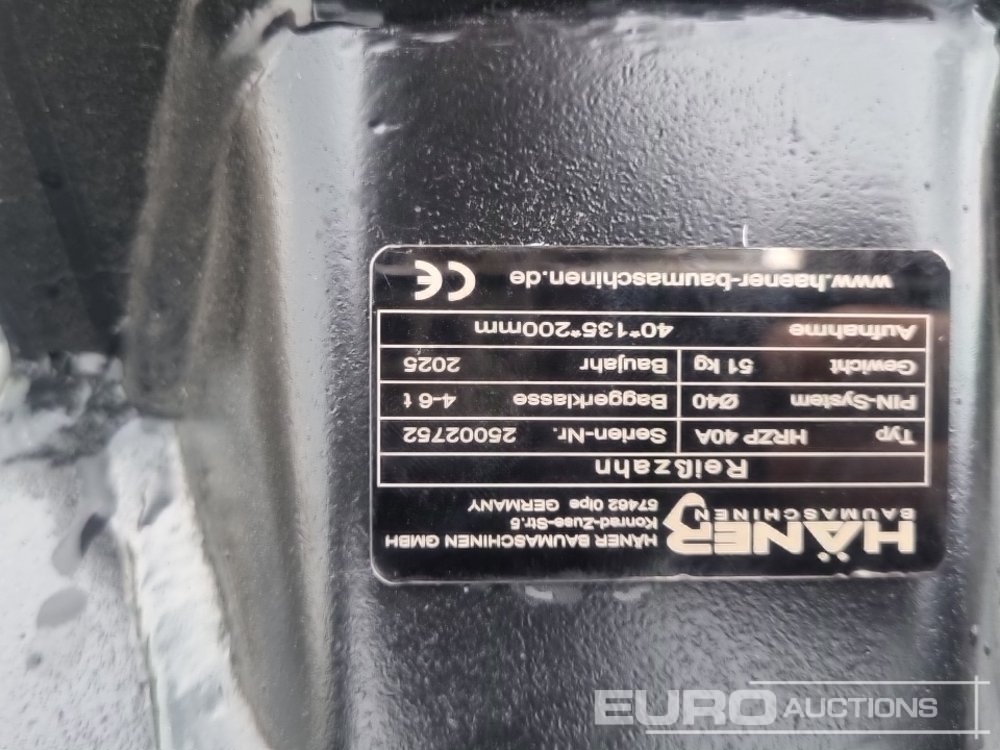 HÄNER
BAUMASCHINEN
HÄNER BAUMASCHINEN GMBH
Konrad-Zuse-Str.5
57462 Olpe GERMANY
Reißzahn
Typ HRZP 40A Serien-Nr. 25002752
PIN-System Ø40 Baggerklasse 4-6 t
Gewicht 51 kg Baujahr 2025
Aufnahme 40*135*200mm
www.haener-baumaschinen.de CE
EURO AUCTIONS